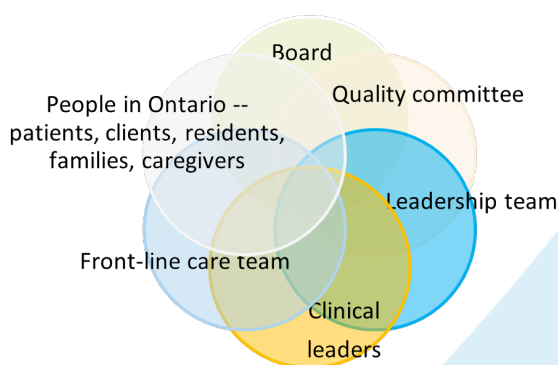 Board
Quality committee
People in Ontario --
patients, clients, residents,
families, caregivers
Leadership team
Front-line care team
Clinical
leaders